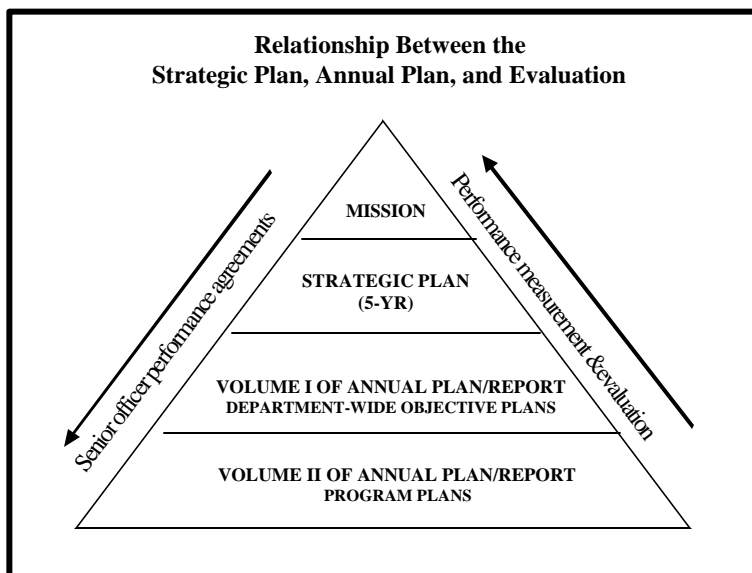 Relationship Between the
Strategic Plan, Annual Plan, and Evaluation
MISSION
STRATEGIC PLAN
(5-YR)
VOLUME I OF ANNUAL PLAN/REPORT
DEPARTMENT-WIDE OBJECTIVE PLANS
VOLUME II OF ANNUAL PLAN/REPORT
PROGRAM PLANS
Senior officer performance agreements
Performance measurement & evaluation